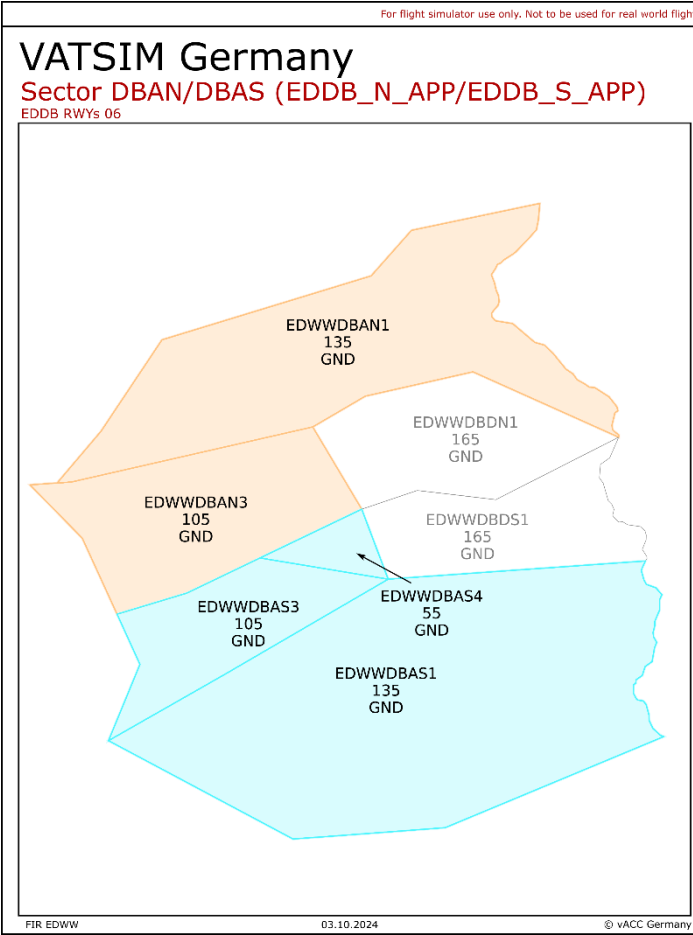 For flight simulator use only. Not to be used for real world fligh
VATSIM Germany
Sector DBAN/DBAS (EDDB_N_APP/EDDB_S_APP)
EDDB RWYs 06
EDWWDBAN1
135
GND
EDWWDBDN1
165
GND
EDWWDBAN3
105
GND
EDWWDBDS1
165
GND
EDWWDBAS4
55
GND
EDWWDBAS3
105
GND
EDWWDBAS1
135
GND
FIR EDWW
03.10.2024
© vACC Germany